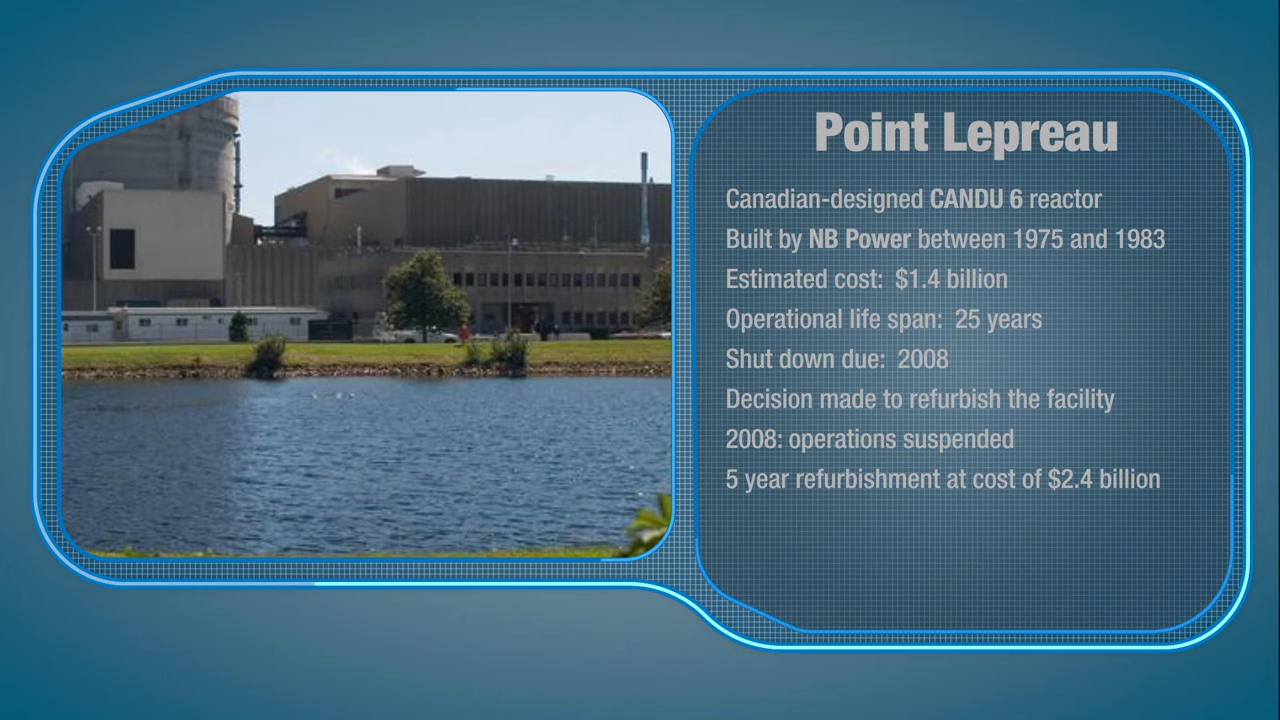 Point Lepreau
Canadian-designed CANDU 6 reactor
Built by NB Power between 1975 and 1983
Estimated cost: $1.4 billion
Operational life span: 25 years
Shut down due: 2008
Decision made to refurbish the facility
2008: operations suspended
5 year refurbishment at cost of $2.4 billion